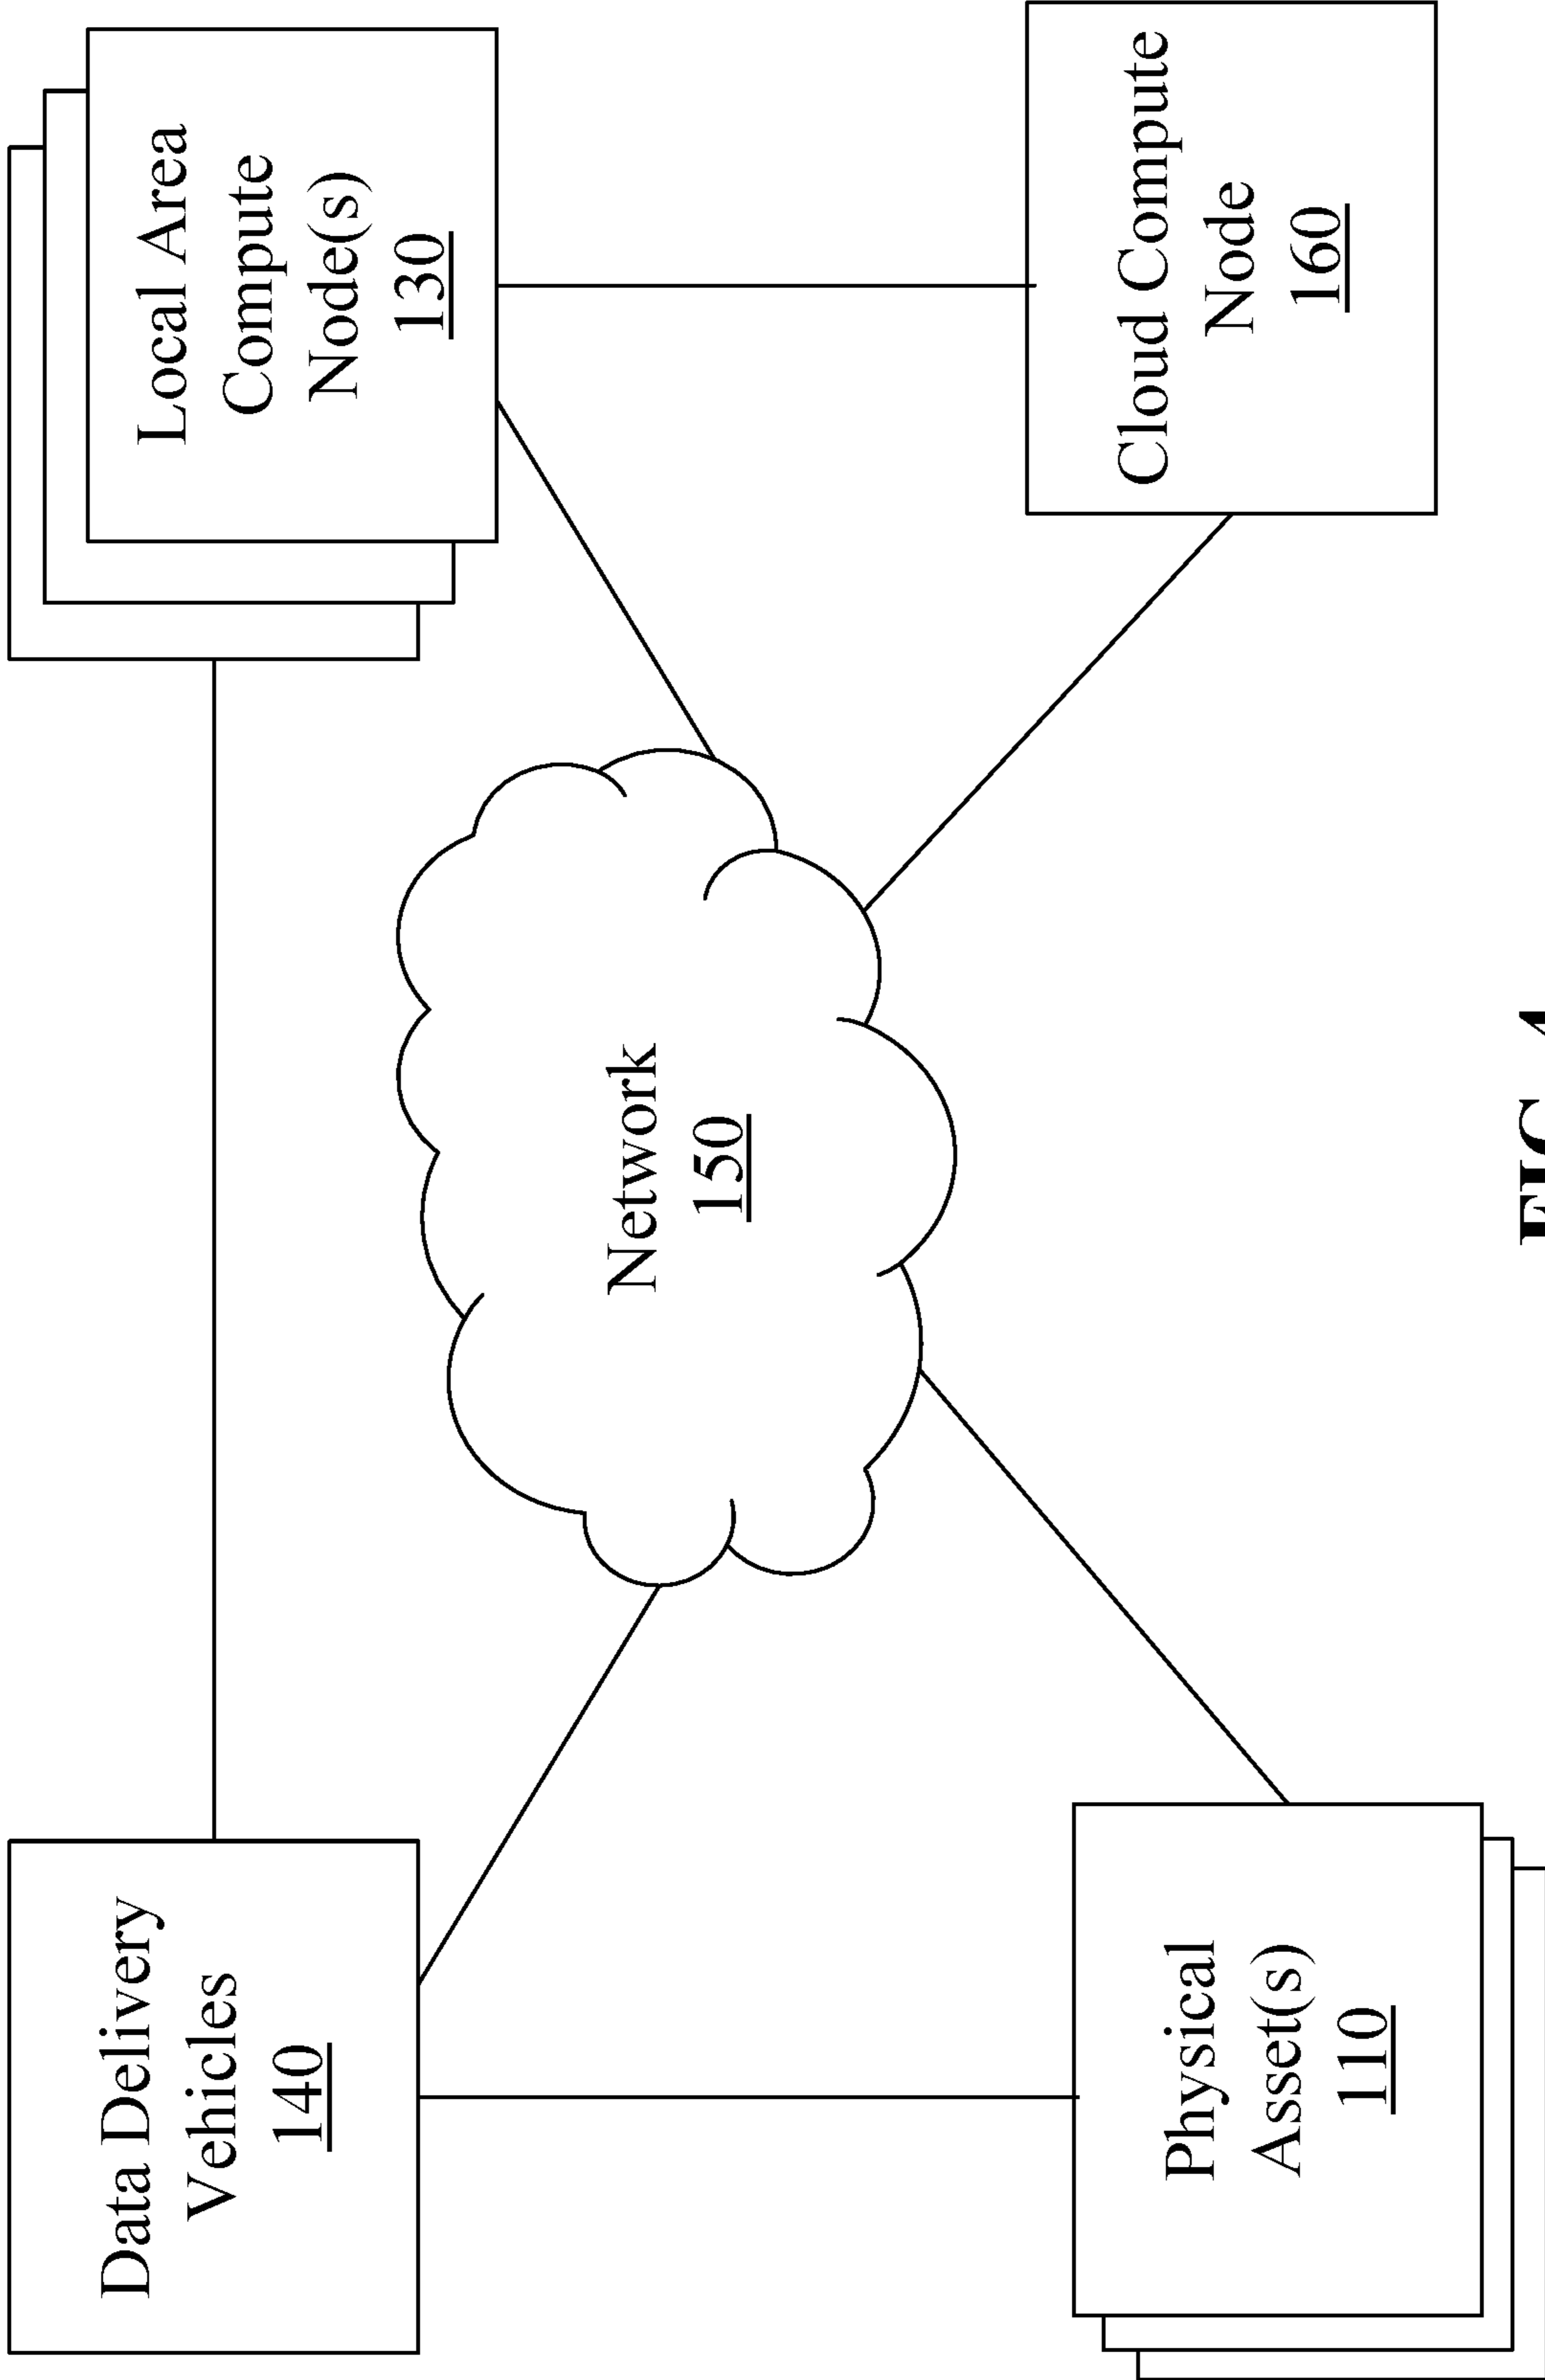 Data Delivery
Vehicles
140
Local Area
Compute
Node(s)
130
Network
150
Physical
Asset(s)
110
Cloud Compute
Node
160